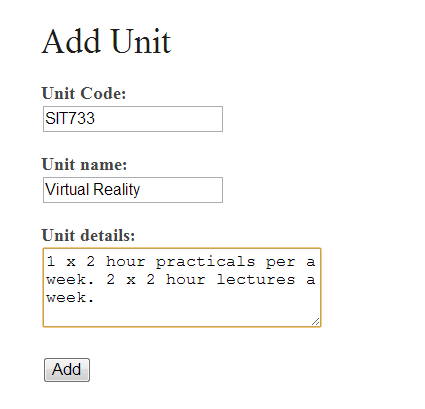 Add Unit
Unit Code:
SIT733
Unit name:
Virtual Reality
Unit details:
1 x 2 hour practicals per a
week. 2 x 2 hour lectures a
week.
Add